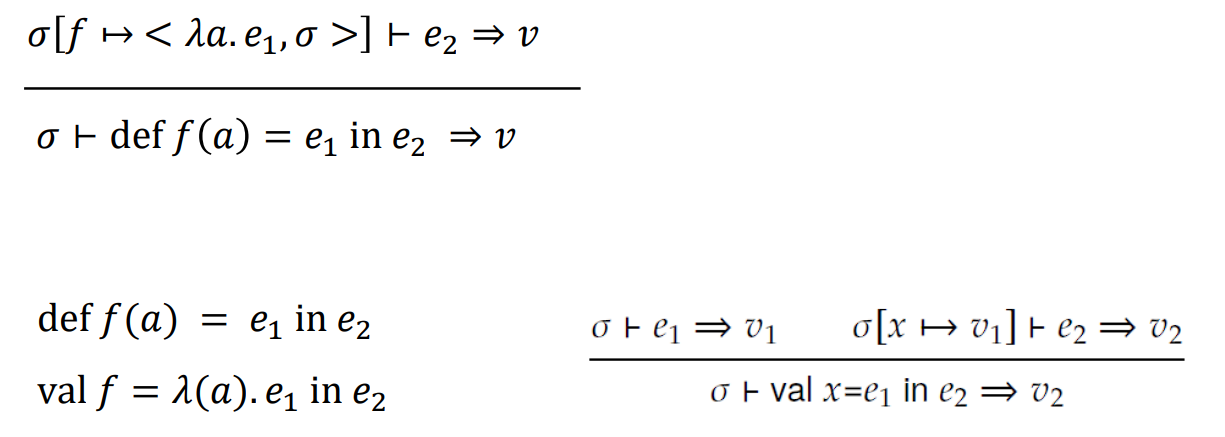 σ[f ↦ < λa. e₁, σ >] ⊢ e₂ ⇒ v
σ ⊢ def f(a) = e₁ in e₂ ⇒ v
def f(a) = e₁ in e₂
val f = λ(a). e₁ in e₂
σ ⊢ e₁ ⟹ v₁ σ[x ⟼ v₁] ⊢ e₂ ⟹ v₂
σ ⊢ val x=e₁ in e₂ ⟹ v₂